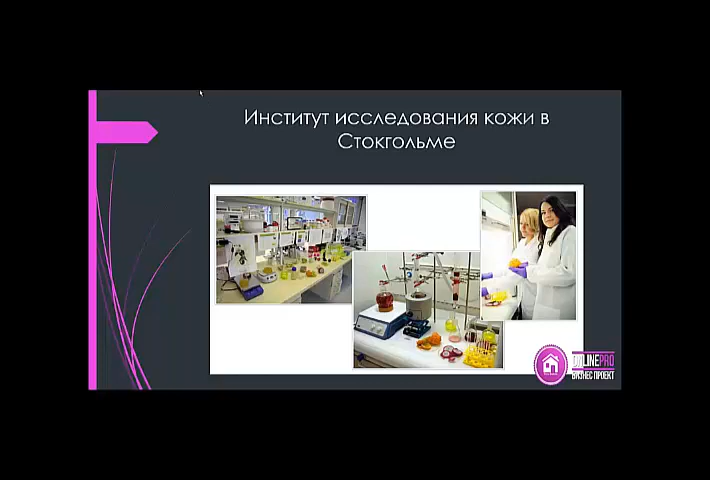 Институт исследования кожи в
Стокгольме
ONLINEPRO
БИЗНЕС ПРОЕКТ